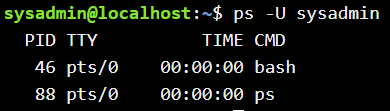 sysadmin@localhost:~$ ps -U sysadmin
  PID TTY          TIME CMD
   46 pts/0    00:00:00 bash
   88 pts/0    00:00:00 ps